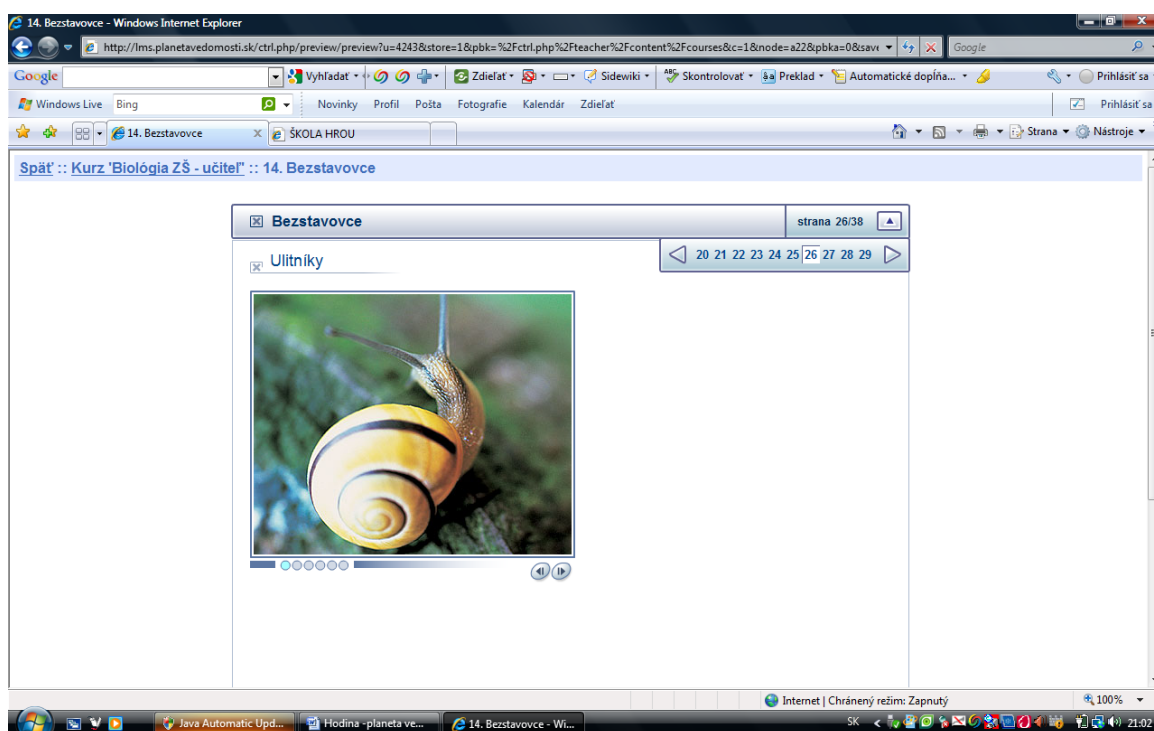 14. Bezstavovce - Windows Internet Explorer
http://lms.planetavedomosti.sk/ctrl.php/preview/preview?u=4243&store=1&pbk=%2Fctrl.php%2Fteacher%2Fcontent%2Fcourses&c=1&node=a22&pbka=0&save
Google
Google Vyhľadať Zdieľať Sidewiki Skontrolovať Preklad Automatické dopĺňa... Prihlásiť sa
Windows Live Bing Novinky Profil Pošta Fotografie Kalendár Zdieľať Prihlásiť sa
14. Bezstavovce x ŠKOLA HROU Strana Nástroje
Späť :: Kurz 'Biológia ZŠ - učiteľ' :: 14. Bezstavovce
Bezstavovce strana 26/38
20 21 22 23 24 25 26 27 28 29
Ulitníky
Internet | Chránený režim: Zapnutý 100%
Java Automatic Upd... Hodina -planeta ve... 14. Bezstavovce - Wi... SK < 21:02